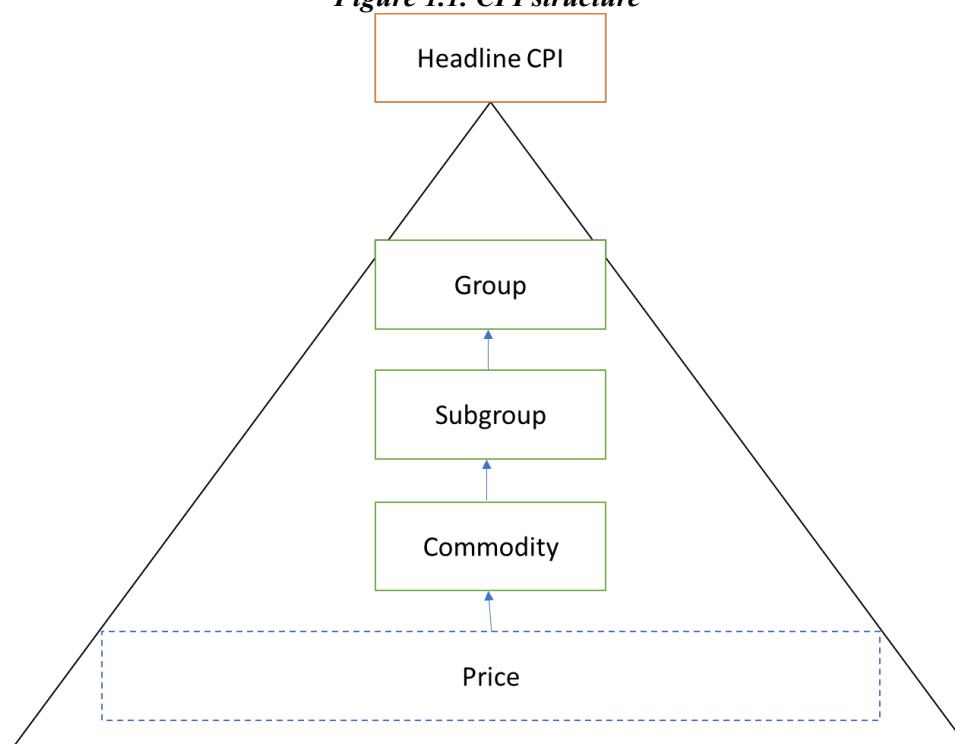 Figure 1.1. CPI structure
Headline CPI
Group
Subgroup
Commodity
Price